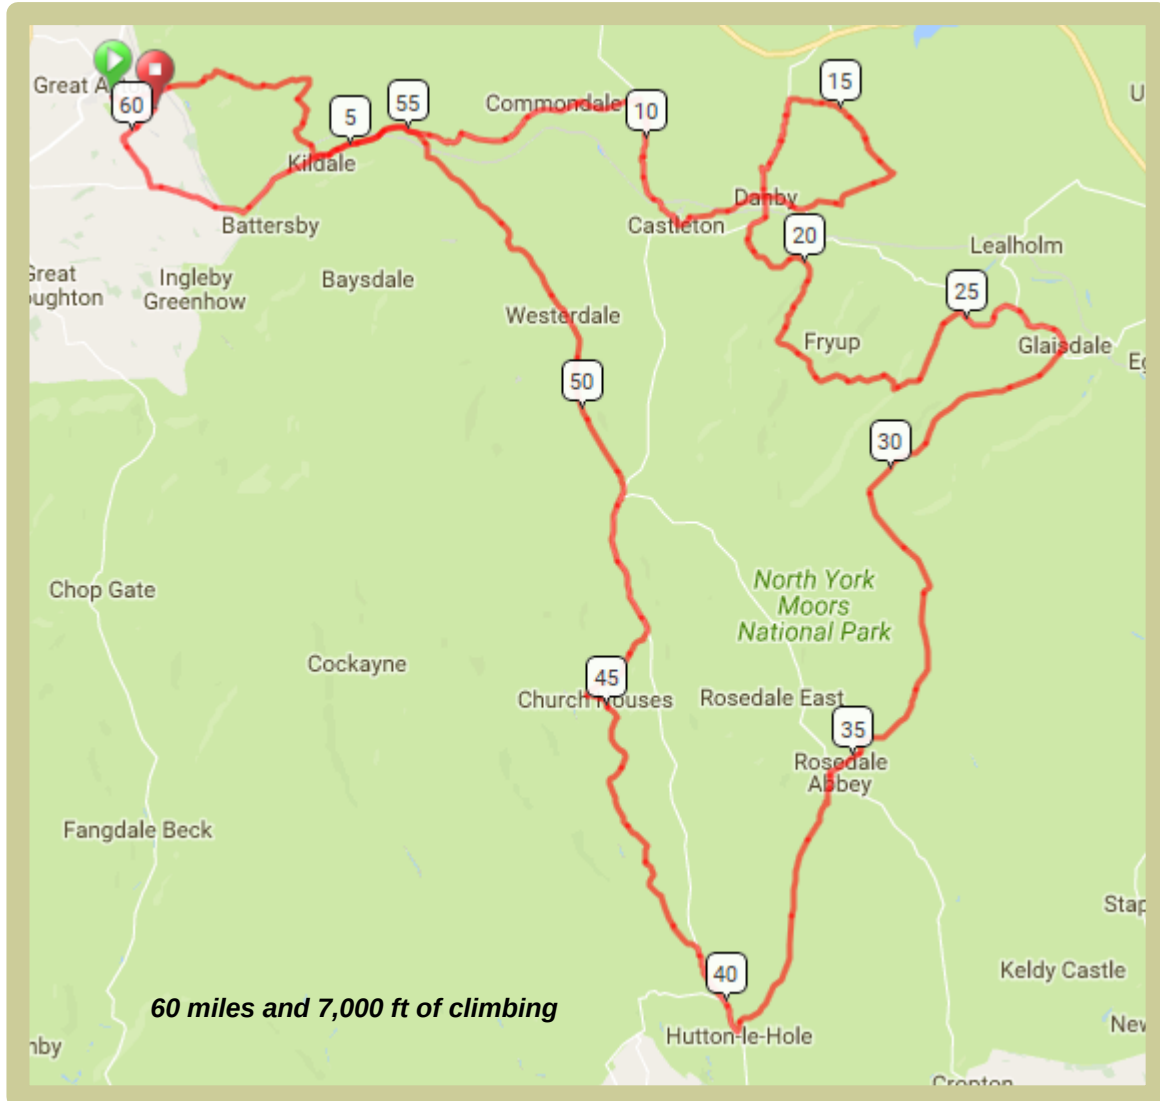 15
Great A
60
5
55
Commondale
10
U
Kildale
Danby
Castleton
Battersby
20
Lealholm
Great
oughton
Ingleby
Greenhow
Baysdale
25
Westerdale
Fryup
Glaisdale
Eg
50
30
Chop Gate
North York
Moors
National Park
Cockayne
45
Church Houses
Rosedale East
35
Rosedale
Abbey
Fangdale Beck
Stap
40
Keldy Castle
60 miles and 7,000 ft of climbing
Hutton-le-Hole
New
nby
Cropton